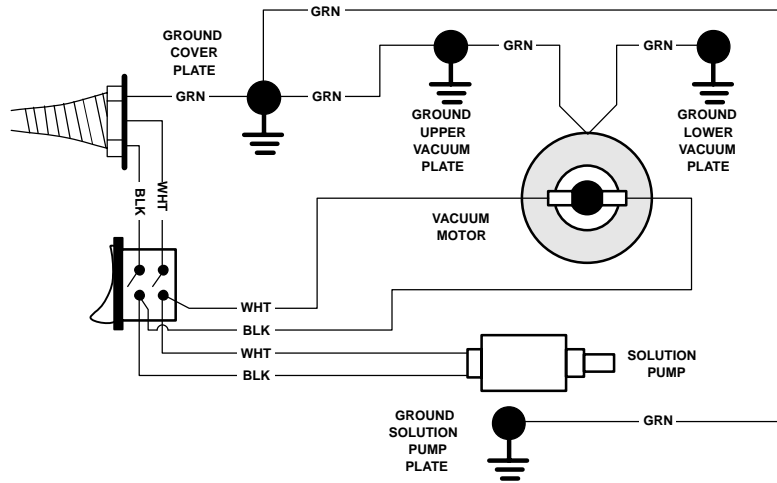 GRN
GROUND
COVER
PLATE
GRN
GRN
GRN
GRN
GROUND
UPPER
VACUUM
PLATE
GROUND
LOWER
VACUUM
PLATE
BLK
WHT
VACUUM
MOTOR
WHT
BLK
WHT
BLK
SOLUTION
PUMP
GROUND
SOLUTION
PUMP
PLATE
GRN